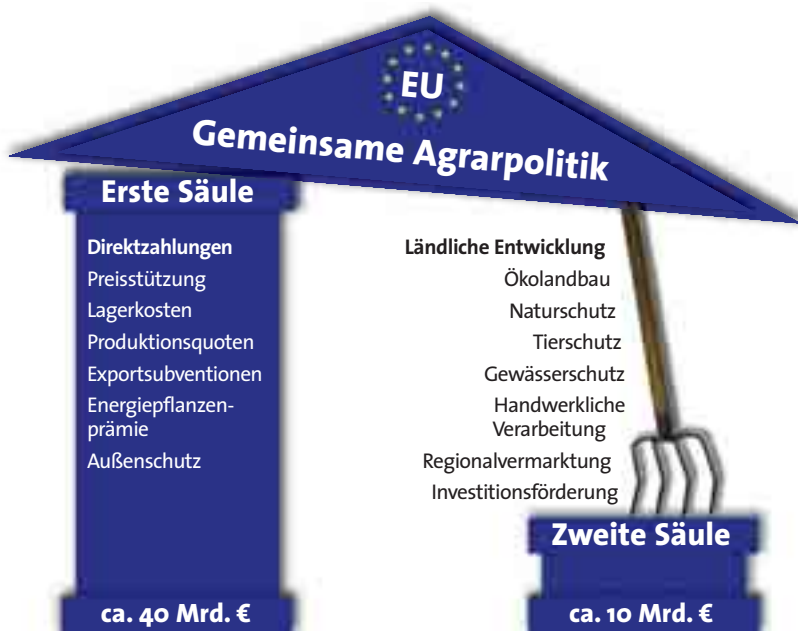 EU
Gemeinsame Agrarpolitik
Erste Säule
Direktzahlungen
Preisstützung
Lagerkosten
Produktionsquoten
Exportsubventionen
Energiepflanzen-
prämie
Außenschutz
ca. 40 Mrd. €
Ländliche Entwicklung
Ökolandbau
Naturschutz
Tierschutz
Gewässerschutz
Handwerkliche
Verarbeitung
Regionalvermarktung
Investitionsförderung
Zweite Säule
ca. 10 Mrd. €